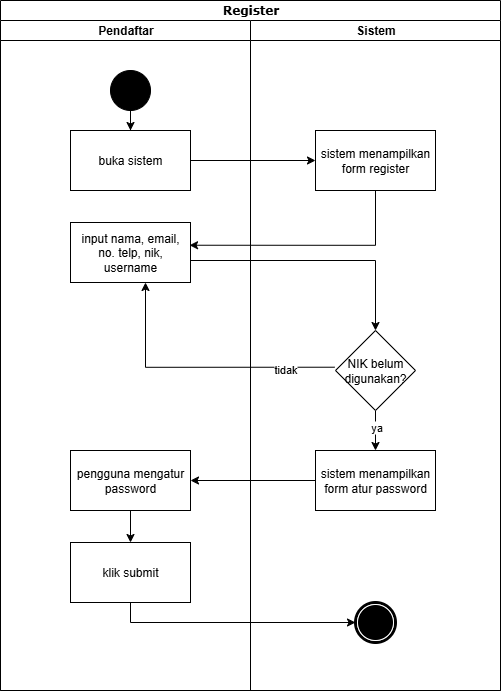 Register
Pendaftar
Sistem
buka sistem
sistem menampilkan
form register
input nama, email,
no. telp, nik,
username
NIK belum
digunakan?
tidak
ya
pengguna mengatur
password
sistem menampilkan
form atur password
klik submit